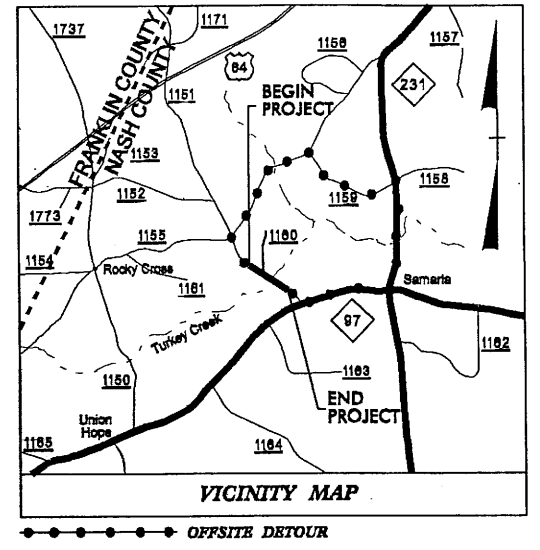 1737
1171
FRANKLIN COUNTY
NASH COUNTY
1151
64
BEGIN
PROJECT
1156
1157
231
1153
1152
1773
1159
1158
1155
1160
1154
Rocky Cross
1161
Samaria
Turkey Creek
97
1162
1150
1163
END
PROJECT
Union
Hope
1165
1164
VICINITY MAP
OFFSITE DETOUR